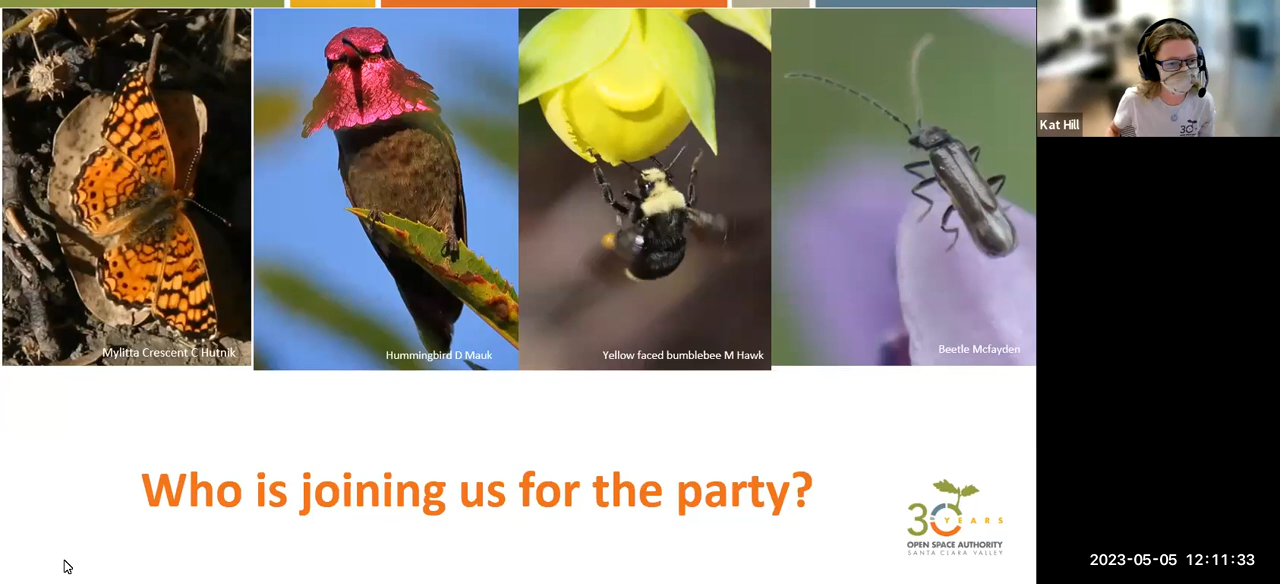 Kat Hill
Mylitta Crescent C Hutnik
Hummingbird D Mauk
Yellow faced bumblebee M Hawk
Beetle Mcfayden
Who is joining us for the party?
30
YEARS
OPEN SPACE AUTHORITY
SANTA CLARA VALLEY
2023-05-05 12:11:33